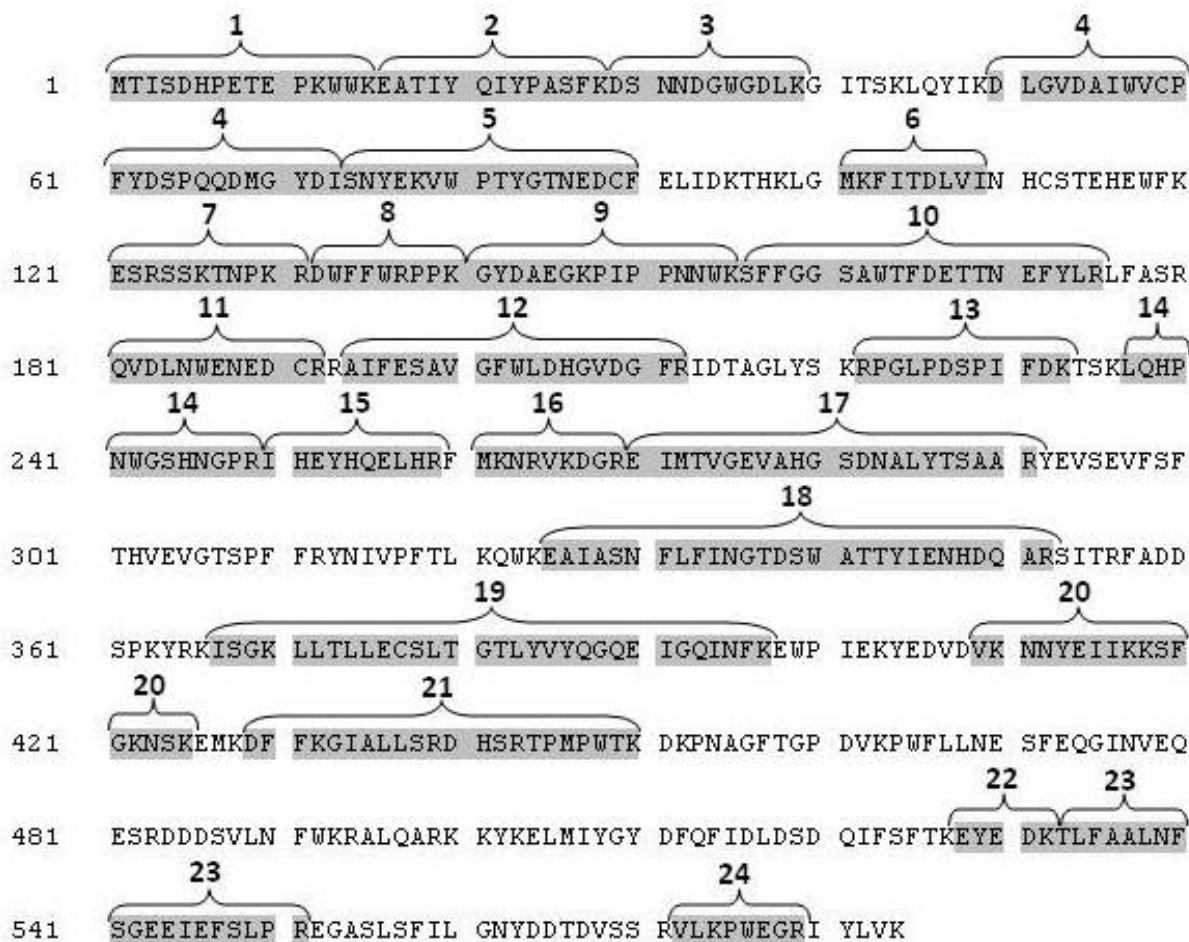 1 2 3 4
1 MTISDHPETE PKWWKEATIY QIYPASFKDS NNDGWGDLKG ITSKLQYIKD LGVDAIWVCP
4 5 6
61 FYDSPQQDMG YDISNYEKVW PTYGTNEDCF ELIDKTHKLG MKFITDLVIN HCSTEHEWFK
7 8 9 10
121 ESRSSKTNPK RDWFFWRPPK GYDAEGKPIP PNNWKSFFGG SAWTFDETTN EFYLRLFASR
11 12 13 14
181 QVDLNWENED CRRAIFESAV GFWLDHGVDG FRIDTAGLYS KRPGLPDSPI FDKTSKLQHP
14 15 16 17
241 NWGSHNGPRI HEYHQELHRF MKNRVKDGRE IMTVGEVAHG SDNALYTSAA RYEVSEVFSF
18
301 THVEVGTSPF FRYNIVPFTL KQWKEAIASN FLFINGTDSW ATTYIENHDQ ARSITRFADD
19 20
361 SPKYRKISGK LLTLLECSLT GTLYVYQGQE IGQINFKEWP IEKYEDVDVK NNYEIIKKSF
20 21
421 GKNSKEMKDF FKGIALLSRD HSRTPMPWTK DKPNAGFTGP DVKPWFLLNE SFEQGINVEQ
22 23
481 ESRDDDSVLN FWKRALQARK KYKELMIYGY DFQFIDLDSD QIFSFTKEYE DKTLFAALNF
23 24
541 SGEEIEFSLP REGASLSFIL GNYDDTDVSS RVLKPWEGRI YLVK